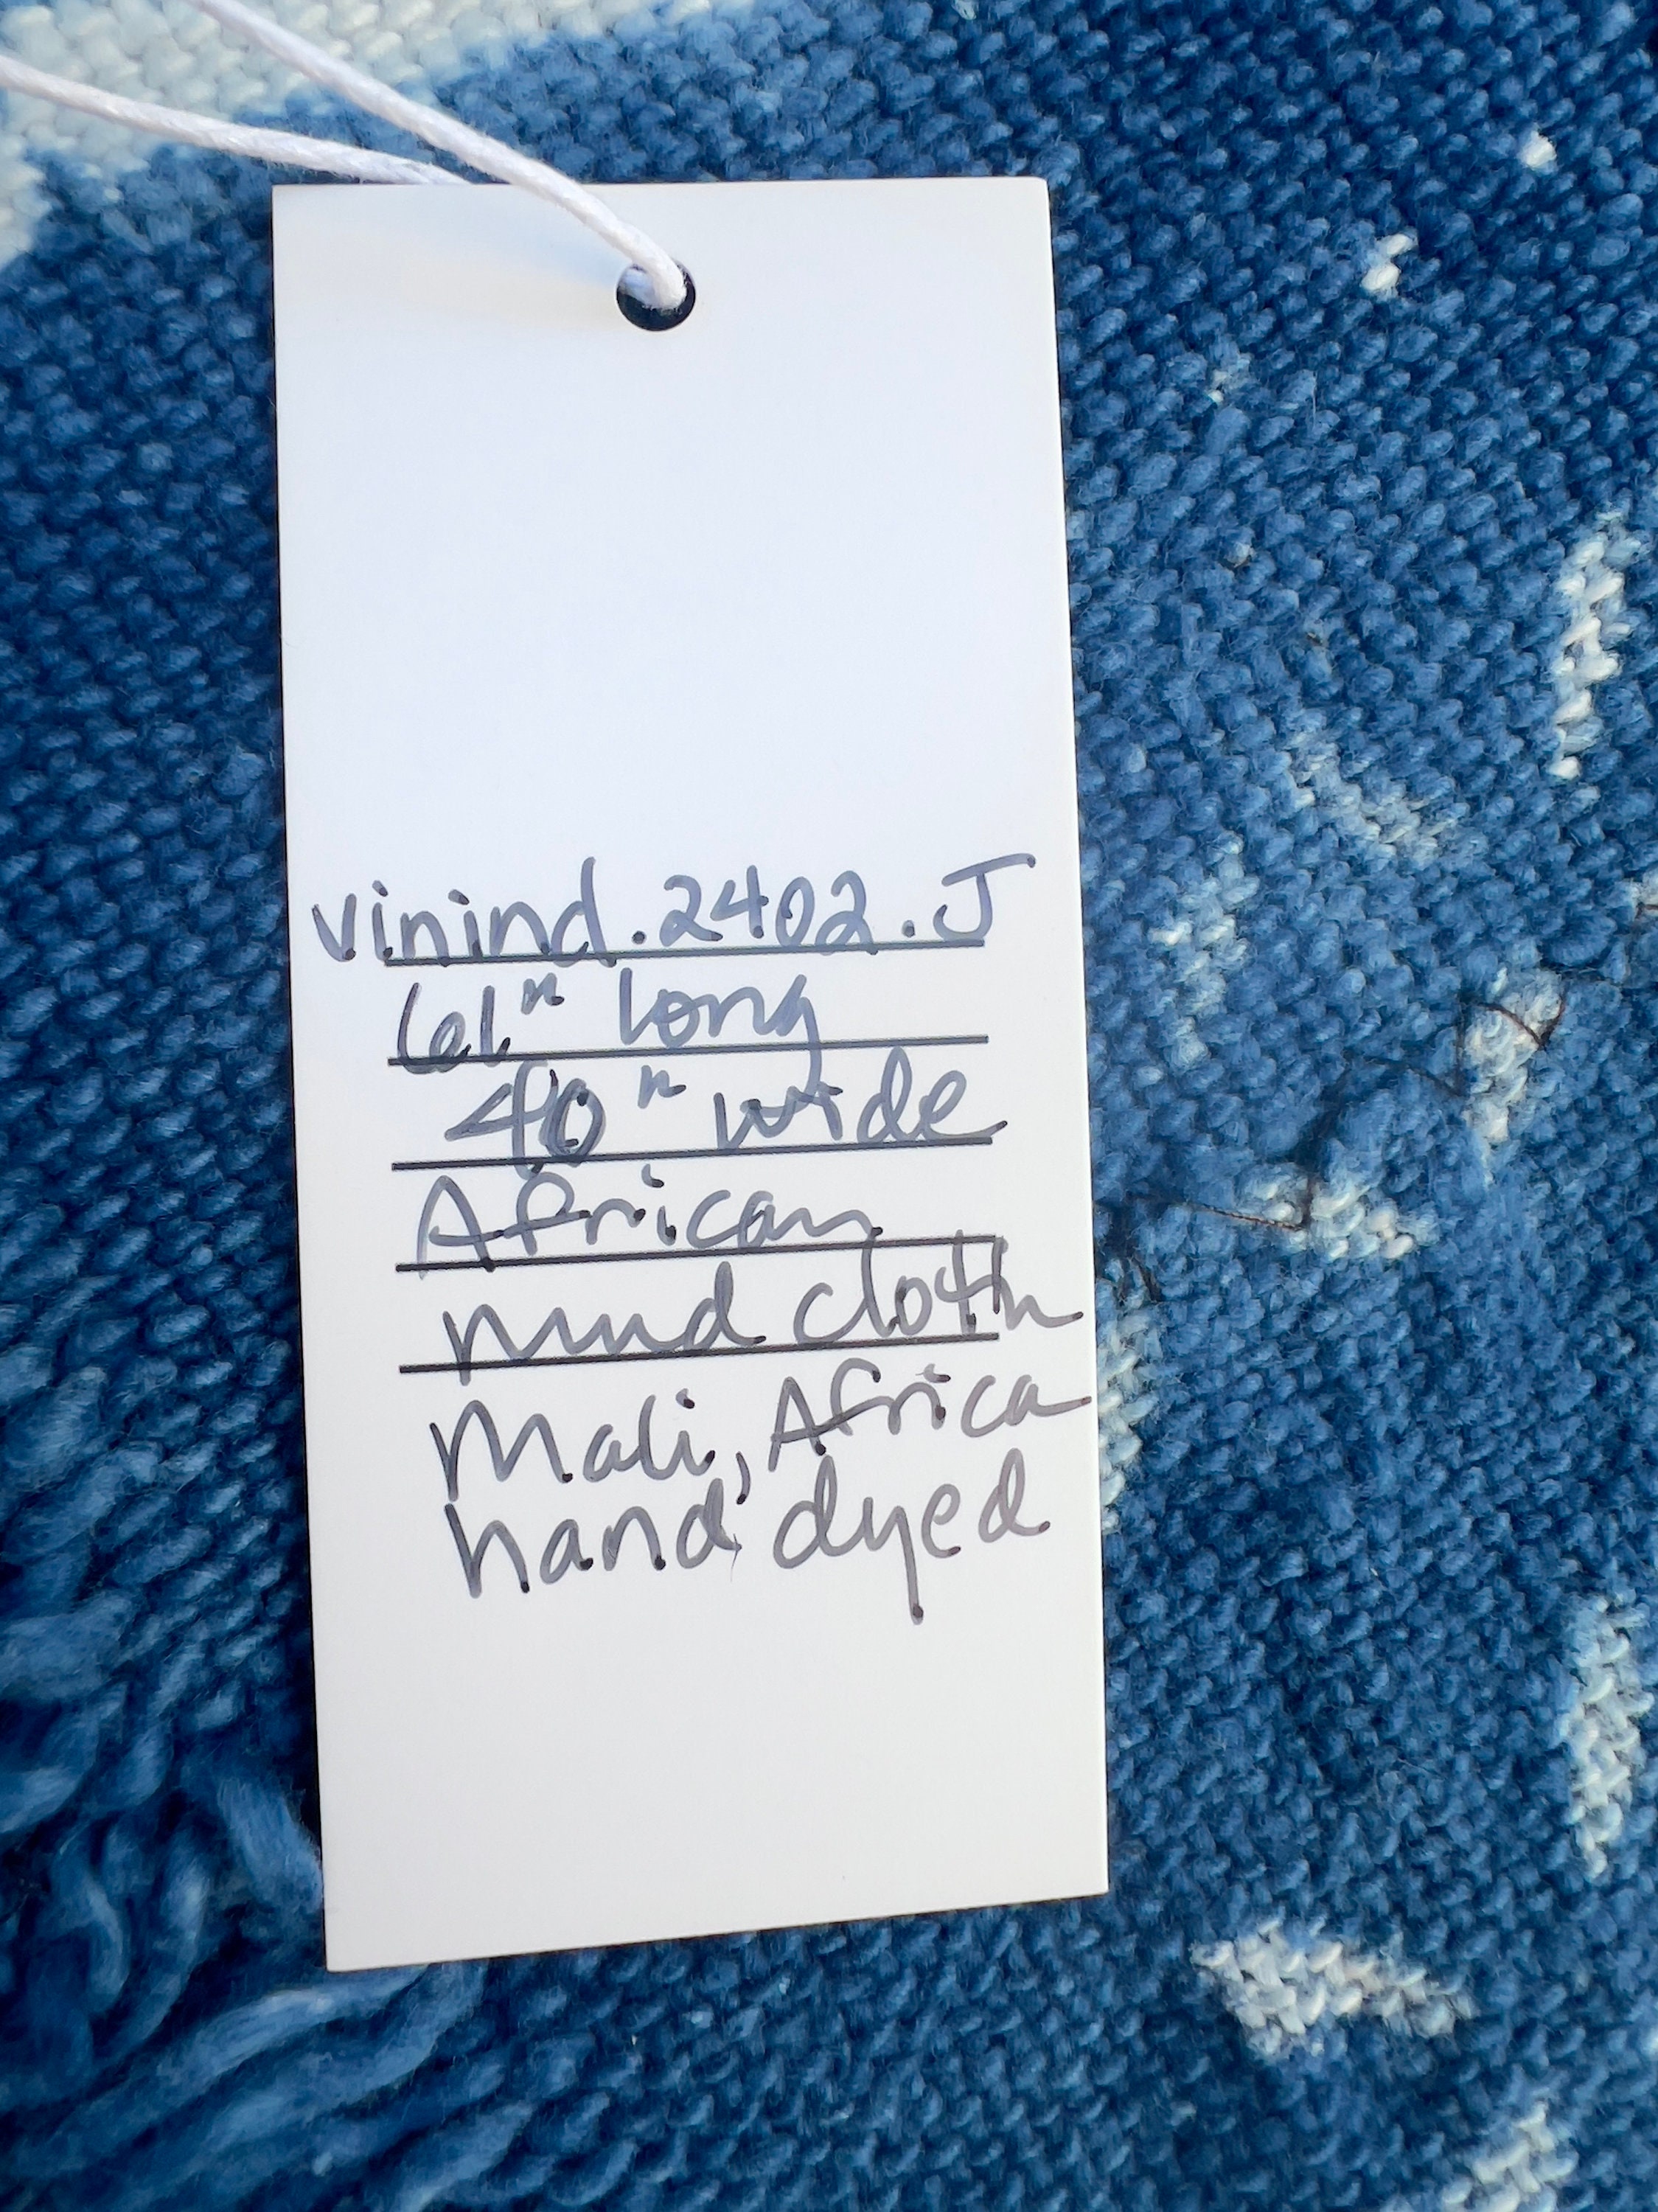 vinind.2402.J
61" long
40" wide
African
mud cloth
Mali, Africa
hand dyed